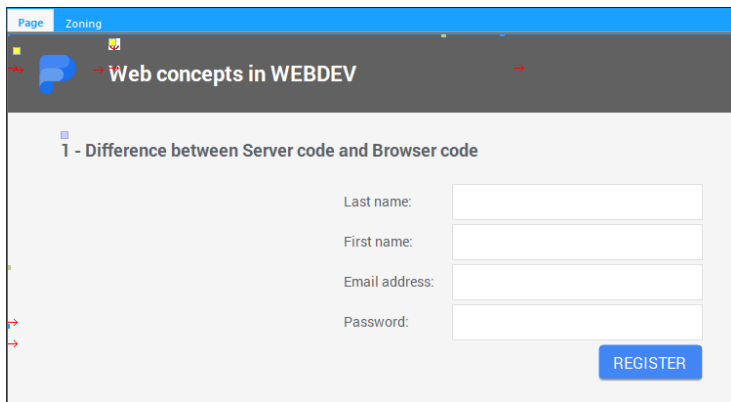 Page Zoning
Web concepts in WEBDEV
1 - Difference between Server code and Browser code
Last name:
First name:
Email address:
Password:
REGISTER